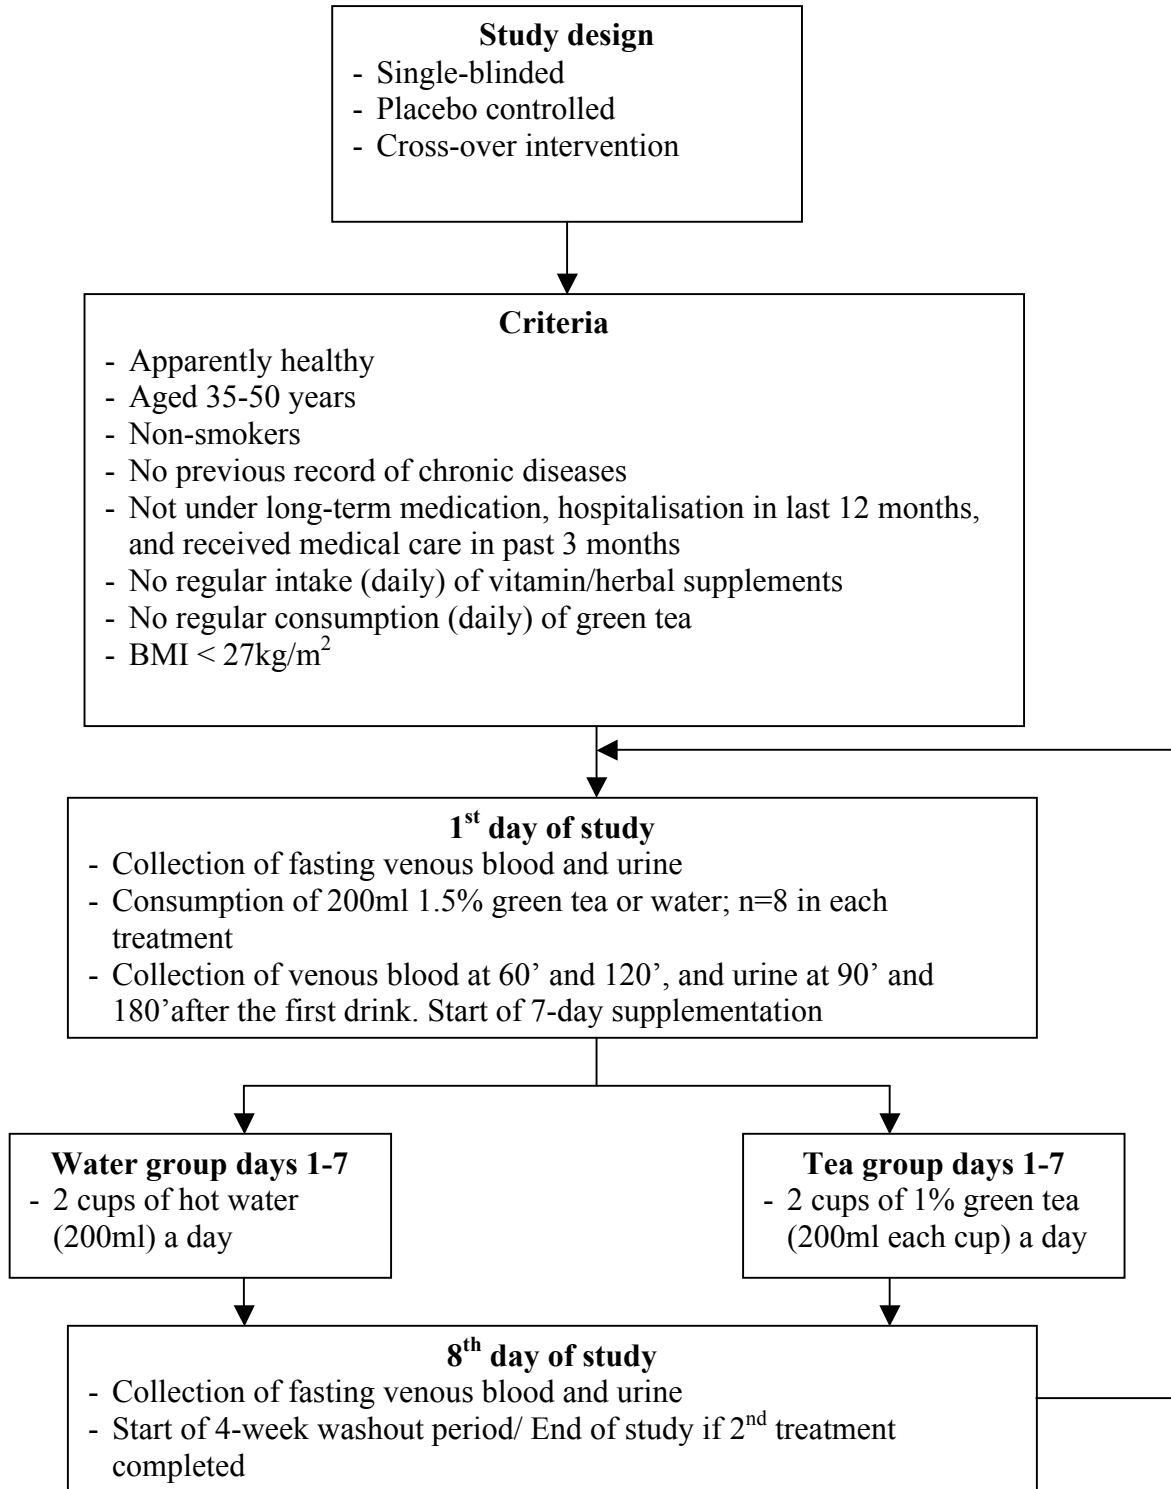 Study design
- Single-blinded
- Placebo controlled
- Cross-over intervention
Criteria
- Apparently healthy
- Aged 35-50 years
- Non-smokers
- No previous record of chronic diseases
- Not under long-term medication, hospitalisation in last 12 months,
and received medical care in past 3 months
- No regular intake (daily) of vitamin/herbal supplements
- No regular consumption (daily) of green tea
- BMI < 27kg/m²
1st day of study
- Collection of fasting venous blood and urine
- Consumption of 200ml 1.5% green tea or water; n=8 in each
treatment
- Collection of venous blood at 60’ and 120’, and urine at 90’ and
180’after the first drink. Start of 7-day supplementation
Water group days 1-7
- 2 cups of hot water
(200ml) a day
Tea group days 1-7
- 2 cups of 1% green tea
(200ml each cup) a day
8th day of study
- Collection of fasting venous blood and urine
- Start of 4-week washout period/ End of study if 2nd treatment
completed